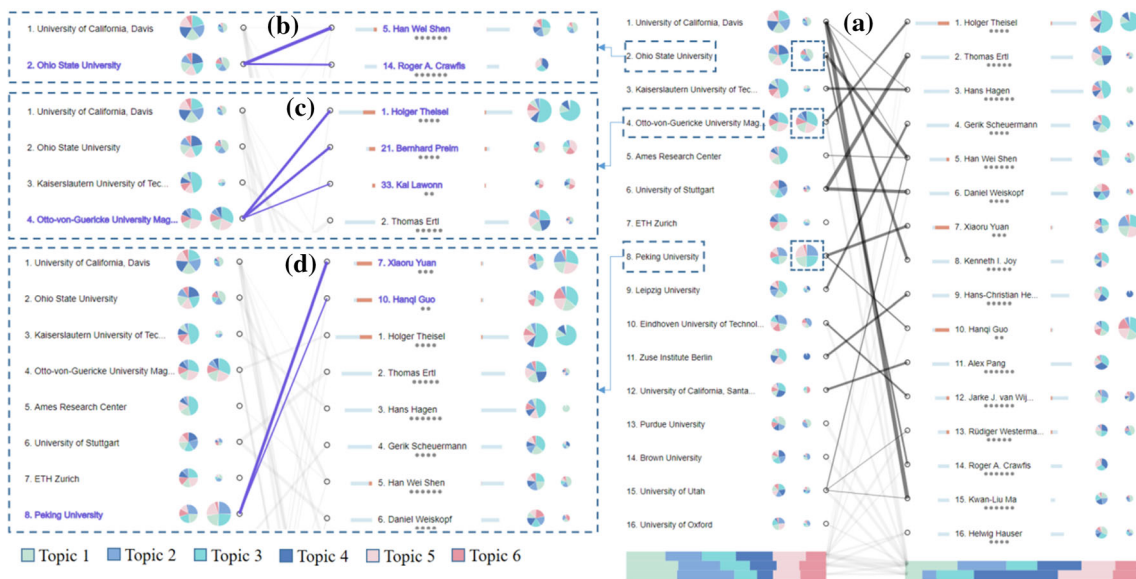 (b)
1. University of California, Davis
2. Ohio State University
5. Han Wei Shen
14. Roger A. Crawfis
(c)
1. University of California, Davis
2. Ohio State University
3. Kaiserslautern University of Tec...
4. Otto-von-Guericke University Mag...
1. Holger Theisel
21. Bernhard Preim
33. Kai Lawonn
2. Thomas Ertl
(d)
1. University of California, Davis
2. Ohio State University
3. Kaiserslautern University of Tec...
4. Otto-von-Guericke University Mag...
5. Ames Research Center
6. University of Stuttgart
7. ETH Zurich
8. Peking University
7. Xiaoru Yuan
10. Hanqi Guo
1. Holger Theisel
2. Thomas Ertl
3. Hans Hagen
4. Gerik Scheuermann
5. Han Wei Shen
6. Daniel Weiskopf
Topic 1
Topic 2
Topic 3
Topic 4
Topic 5
Topic 6
(a)
1. University of California, Davis
2. Ohio State University
3. Kaiserslautern University of Tec...
4. Otto-von-Guericke University Mag...
5. Ames Research Center
6. University of Stuttgart
7. ETH Zurich
8. Peking University
9. Leipzig University
10. Eindhoven University of Technol...
11. Zuse Institute Berlin
12. University of California, Santa...
13. Purdue University
14. Brown University
15. University of Utah
16. University of Oxford
1. Holger Theisel
2. Thomas Ertl
3. Hans Hagen
4. Gerik Scheuermann
5. Han Wei Shen
6. Daniel Weiskopf
7. Xiaoru Yuan
8. Kenneth I. Joy
9. Hans-Christian He...
10. Hanqi Guo
11. Alex Pang
12. Jarke J. van Wij...
13. Rüdiger Westerma...
14. Roger A. Crawfis
15. Kwan-Liu Ma
16. Helwig Hauser